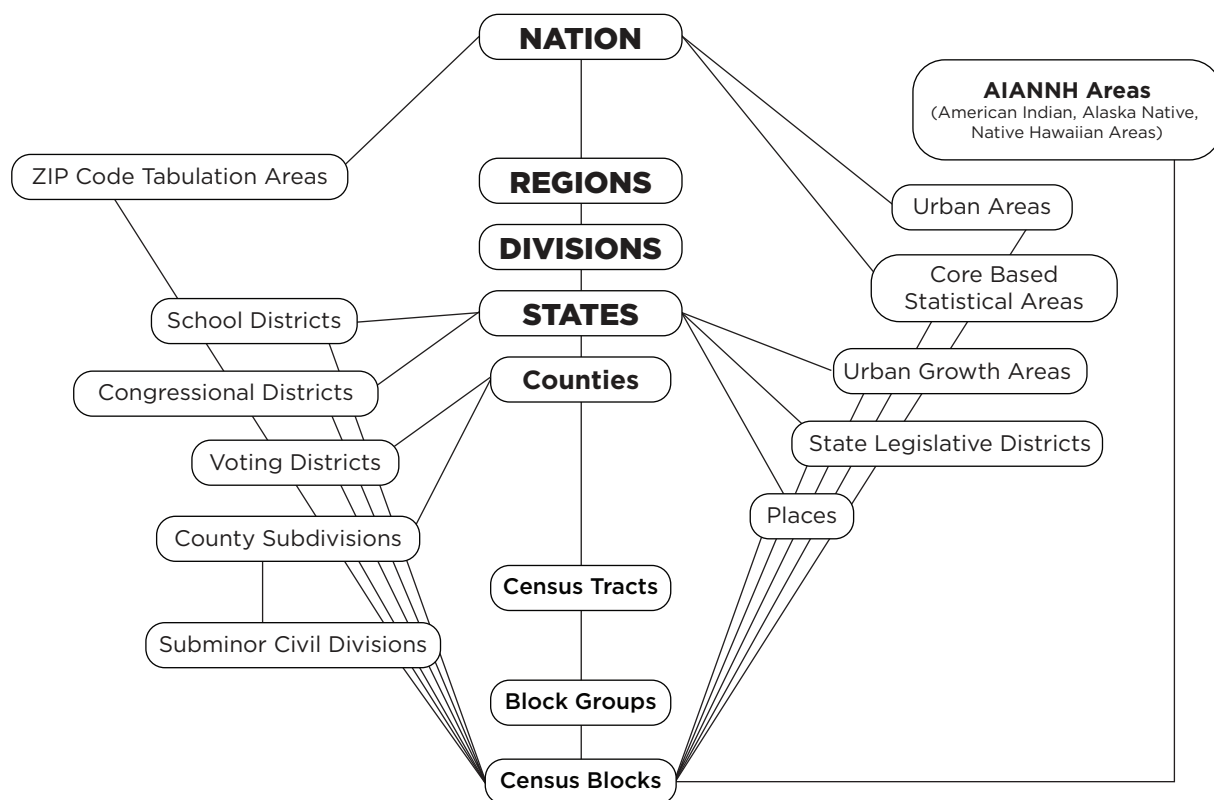 NATION
AIANNH Areas
(American Indian, Alaska Native,
Native Hawaiian Areas)
ZIP Code Tabulation Areas
REGIONS
Urban Areas
DIVISIONS
Core Based
Statistical Areas
School Districts
STATES
Congressional Districts
Counties
Urban Growth Areas
Voting Districts
State Legislative Districts
County Subdivisions
Places
Census Tracts
Subminor Civil Divisions
Block Groups
Census Blocks